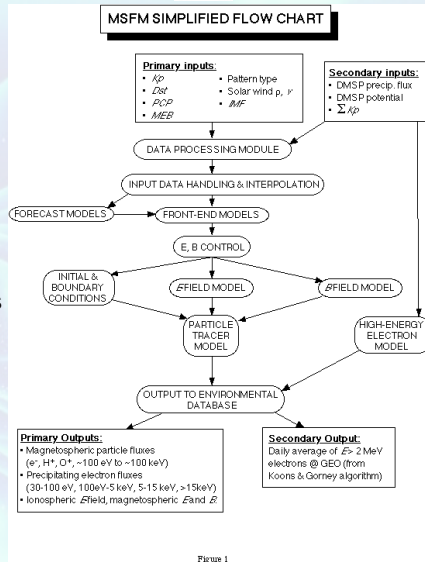 MSFM SIMPLIFIED FLOW CHART
Primary inputs:
• Kp
• Dst
• PCP
• MEB
• Pattern type
• Solar wind ρ, v
• IMF
Secondary inputs:
• DMSP precip. flux
• DMSP potential
• Σ Kp
DATA PROCESSING MODULE
INPUT DATA HANDLING & INTERPOLATION
FORECAST MODELS
FRONT-END MODELS
E, B CONTROL
INITIAL &
BOUNDARY
CONDITIONS
E-FIELD MODEL
B-FIELD MODEL
PARTICLE
TRACER
MODEL
HIGH-ENERGY
ELECTRON
MODEL
OUTPUT TO ENVIRONMENTAL
DATABASE
Primary Outputs:
• Magnetospheric particle fluxes
(e⁻, H⁺, O⁺, ~100 eV to ~100 keV)
• Precipitating electron fluxes
(30-100 eV, 100eV-5 keV, 5-15 keV, >15keV)
• Ionospheric E-field, magnetospheric E and B.
Secondary Output:
Daily average of E> 2 MeV
electrons @ GEO (from
Koons & Gorney algorithm)
Figure 1
s